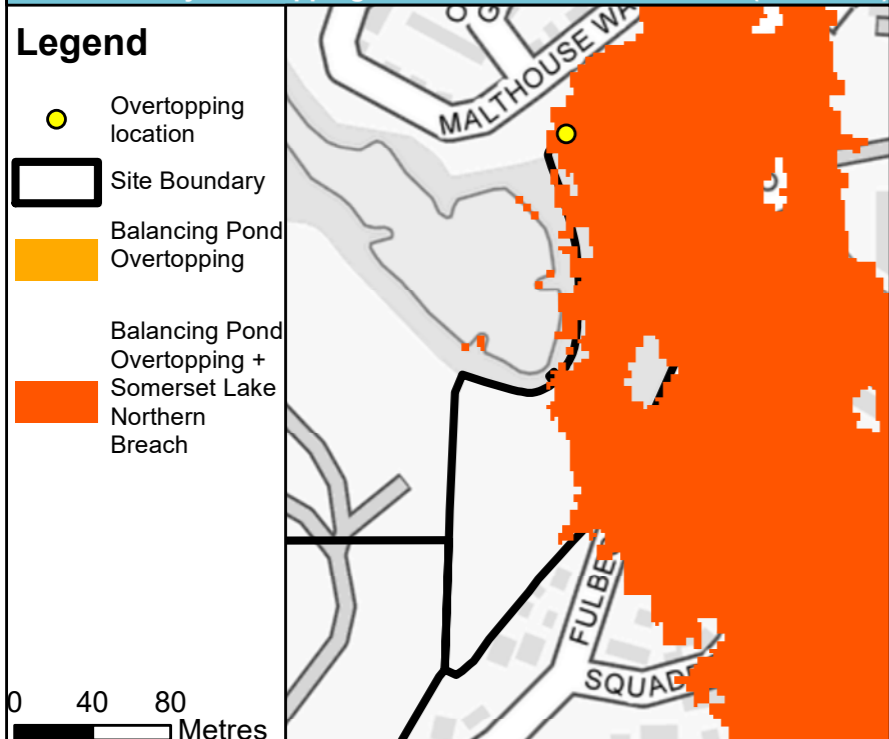 Legend
Overtopping
location
Site Boundary
Balancing Pond
Overtopping
Balancing Pond
Overtopping +
Somerset Lake
Northern
Breach
0 40 80
Metres
MALTHOUSE WA
FULBE
SQUAD